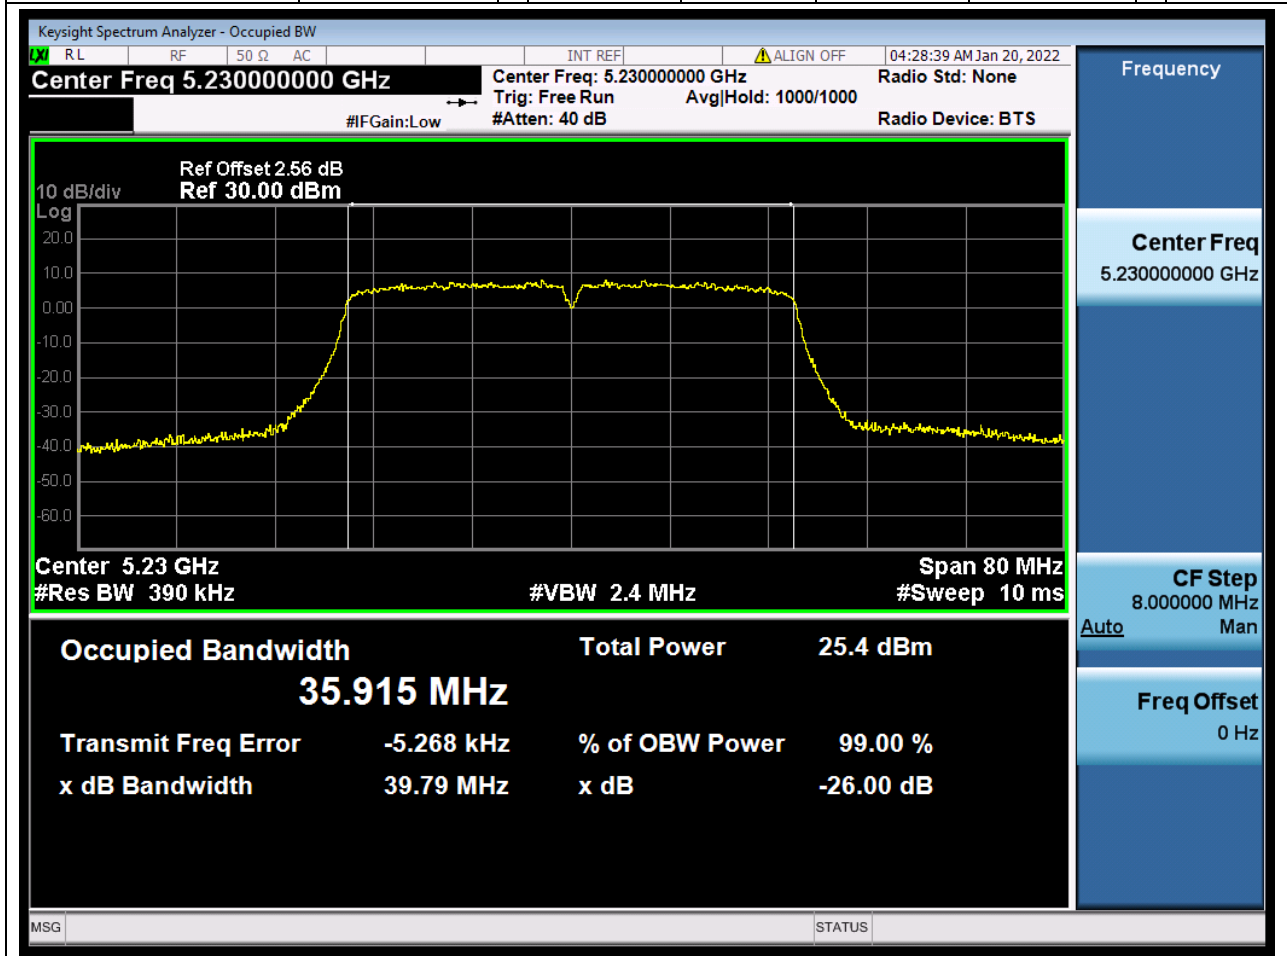 Keysight Spectrum Analyzer - Occupied BW
LXI RL RF 50 Ω AC INT REF ALIGN OFF 04:28:39 AM Jan 20, 2022
Center Freq 5.230000000 GHz
Center Freq: 5.230000000 GHz Radio Std: None
Trig: Free Run Avg|Hold: 1000/1000
#IFGain:Low #Atten: 40 dB Radio Device: BTS
Ref Offset 2.56 dB
10 dB/div Ref 30.00 dBm
Log
20.0
10.0
0.00
-10.0
-20.0
-30.0
-40.0
-50.0
-60.0
Center 5.23 GHz Span 80 MHz
#Res BW 390 kHz #VBW 2.4 MHz #Sweep 10 ms
Occupied Bandwidth Total Power 25.4 dBm
35.915 MHz
Transmit Freq Error -5.268 kHz % of OBW Power 99.00 %
x dB Bandwidth 39.79 MHz x dB -26.00 dB
MSG STATUS
Frequency
Center Freq
5.230000000 GHz
CF Step
8.000000 MHz
Auto Man
Freq Offset
0 Hz